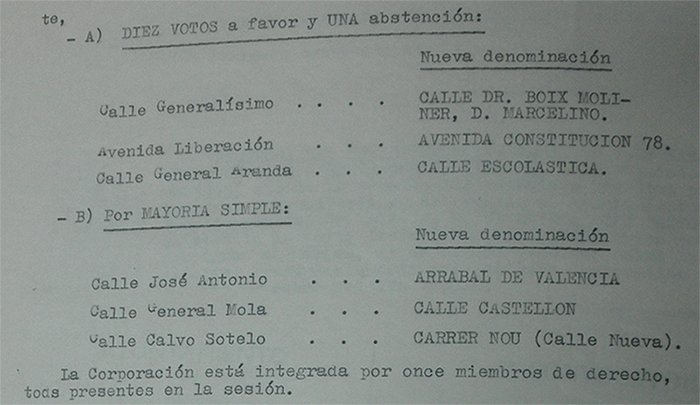 te,
- A) DIEZ VOTOS a favor y UNA abstención:
Nueva denominación
Calle Generalísimo . . . . CALLE DR. BOIX MOLI-
NER, D. MARCELINO.
Avenida Liberación . . . AVENIDA CONSTITUCION 78.
Calle General Aranda . . . CALLE ESCOLASTICA.
- B) Por MAYORIA SIMPLE:
Nueva denominación
Calle José Antonio . . . ARRABAL DE VALENCIA
Calle General Mola . . . CALLE CASTELLON
Calle Calvo Sotelo . . . CARRER NOU (Calle Nueva).
La Corporación está integrada por once miembros de derecho,
tods presentes en la sesión.